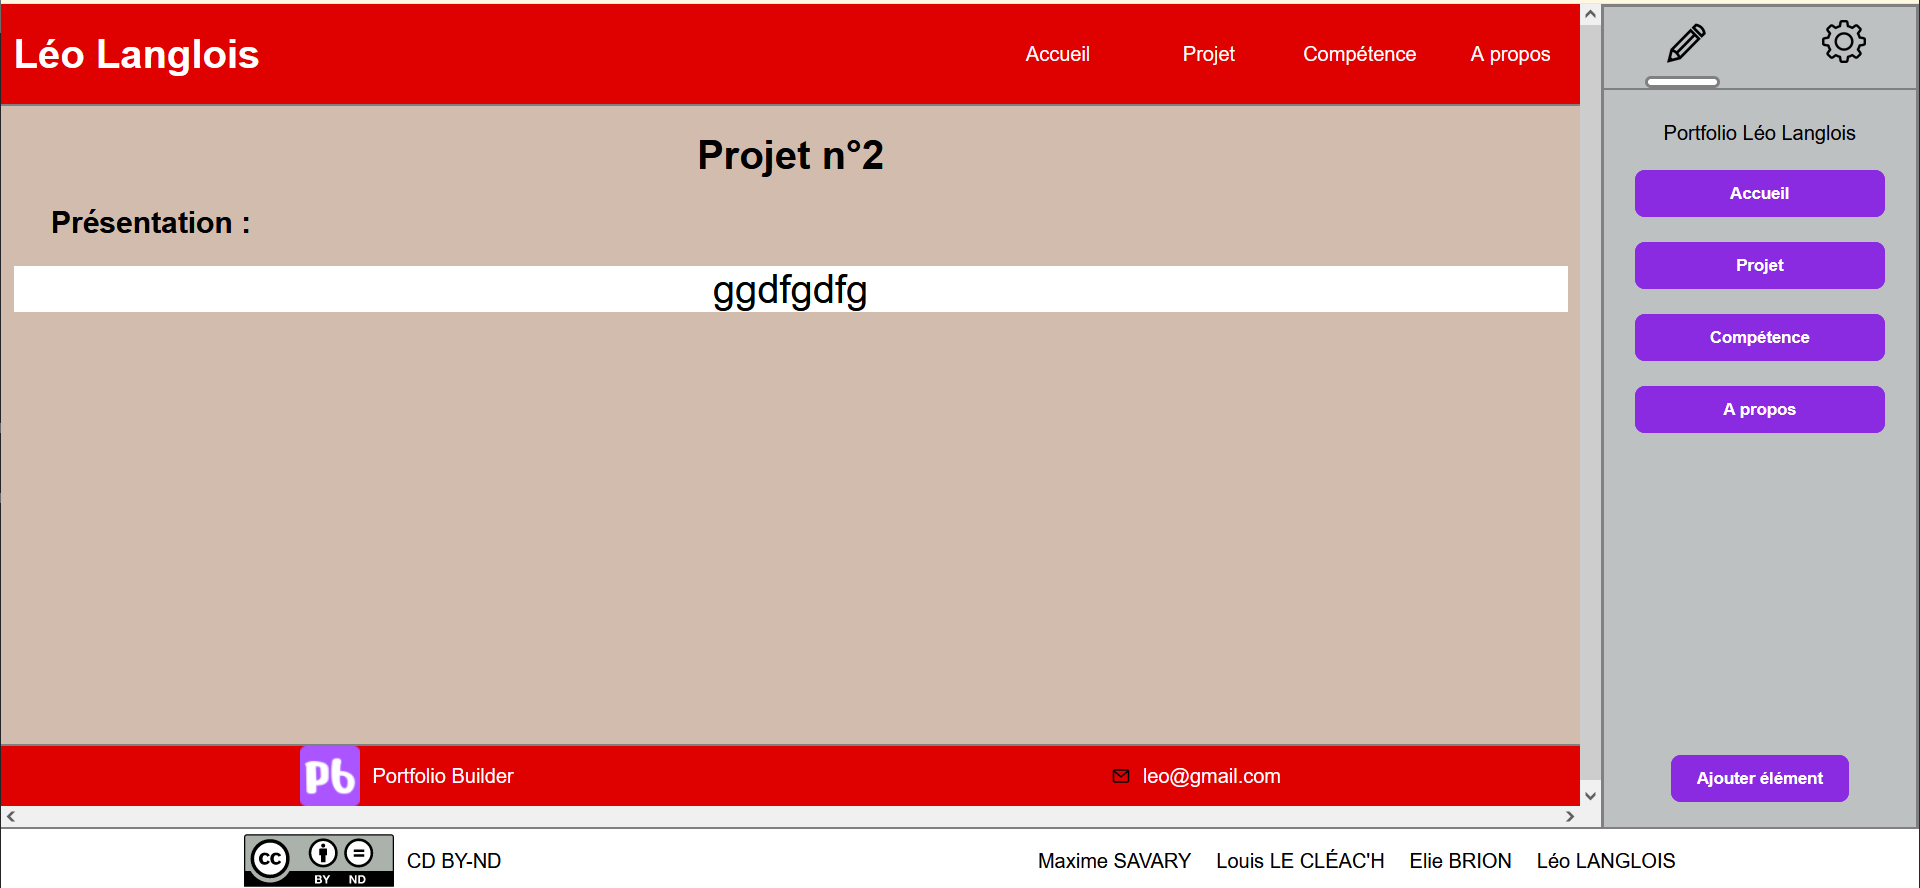 Léo Langlois
Accueil Projet Compétence A propos
Projet n°2
Présentation :
ggdfgdfg
Portfolio Léo Langlois
Accueil
Projet
Compétence
A propos
Ajouter élément
pb Portfolio Builder
leo@gmail.com
cc BY ND
CD BY-ND
Maxime SAVARY Louis LE CLÉAC'H Elie BRION Léo LANGLOIS